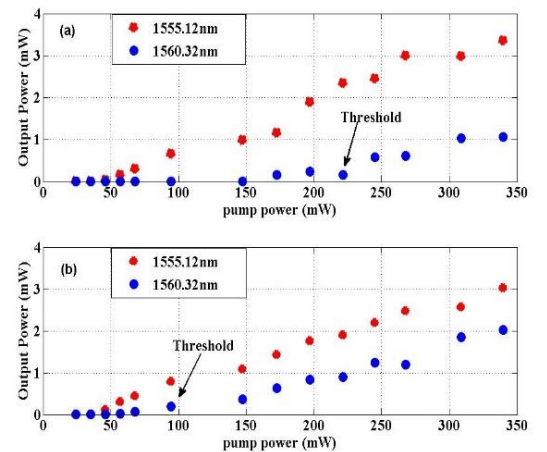 (a)
1555.12nm
1560.32nm
Output Power (mW)
4
3
2
1
0
Threshold
0 50 100 150 200 250 300 350
pump power (mW)
(b)
1555.12nm
1560.32nm
Output Power (mW)
4
3
2
1
0
Threshold
0 50 100 150 200 250 300 350
pump power (mW)